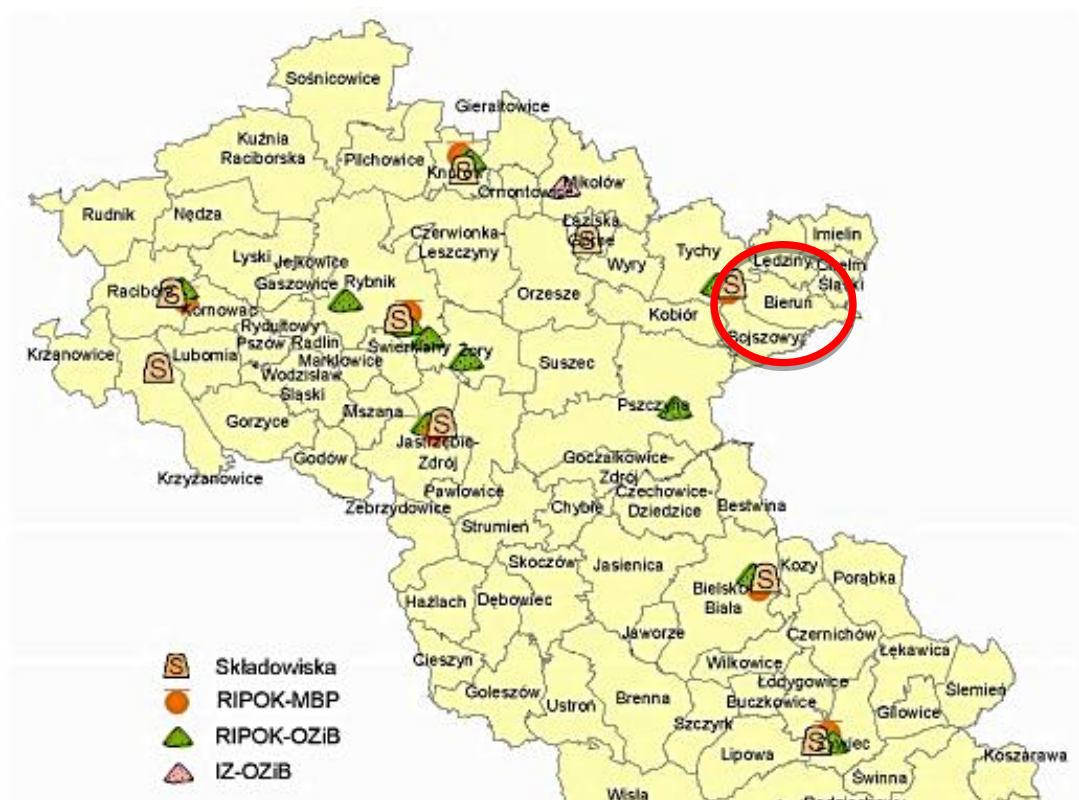 Sośnicowice
Gierałtowice
Kuźnia
Raciborska
Pilchowice
Knurów
Ornontowice
Mikołów
Rudnik
Nędza
Łaziska
Górne
Imielin
Czerwionka-
Leszczyny
Tychy
Lędziny
Chełm
Śląski
Lyski
Jejkowice
Wyry
Gaszowice
Rybnik
Racibórz
Kornowac
Orzesze
Bieruń
Kobiór
Rydułtowy
Bojszowy
Pszów
Radlin
Świerklany
Żory
Krzanowice
Lubomia
Marklowice
Wodzisław
Śląski
Suszec
Mszana
Pszczyna
Gorzyce
Jastrzębie-
Zdrój
Godów
Goczałkowice-
Zdrój
Krzyżanowice
Pawłowice
Czechowice-
Dziedzice
Zebrzydowice
Chybie
Bestwina
Strumień
Skoczów
Jasienica
Kozy
Porąbka
Bielsko
Biała
Hażlach
Dębowiec
Jaworze
Czernichów
Łękawica
Cieszyn
Wilkowice
Łodygowice
Ślemień
Goleszów
Ustroń
Brenna
Buczkowice
Gilowice
Szczyrk
Żywiec
Lipowa
Koszarawa
Świnna
Wisła
S Składowiska
RIPOK-MBP
RIPOK-OZiB
IZ-OZiB